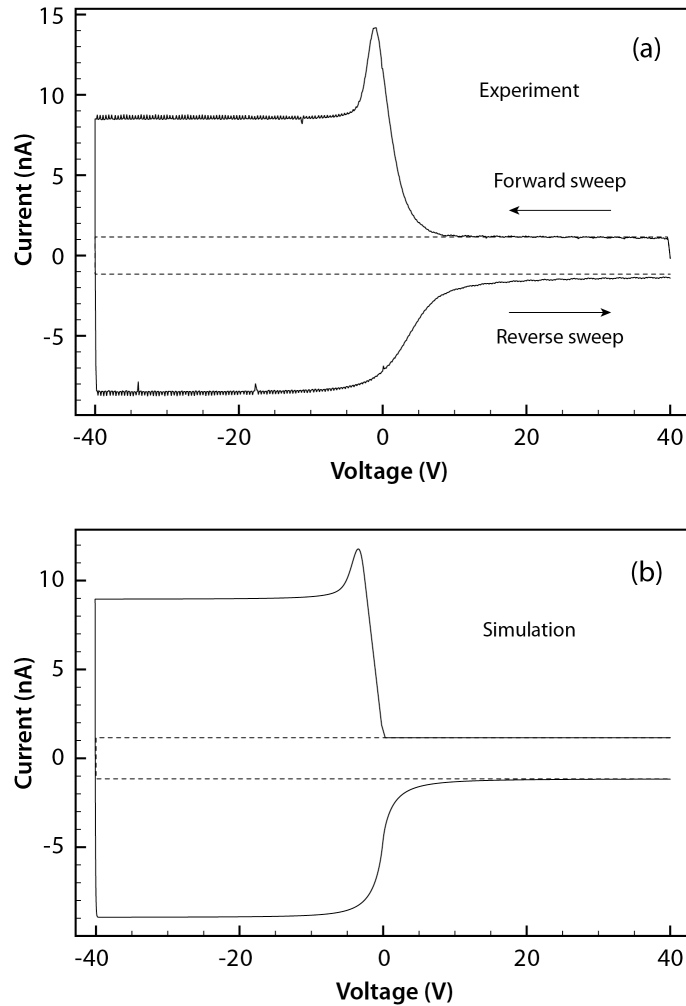 15
(a)
10
Experiment
5
Forward sweep
0
-5
Reverse sweep
Current (nA)
-40 -20 0 20 40
Voltage (V)
(b)
10
Simulation
5
0
-5
Current (nA)
-40 -20 0 20 40
Voltage (V)